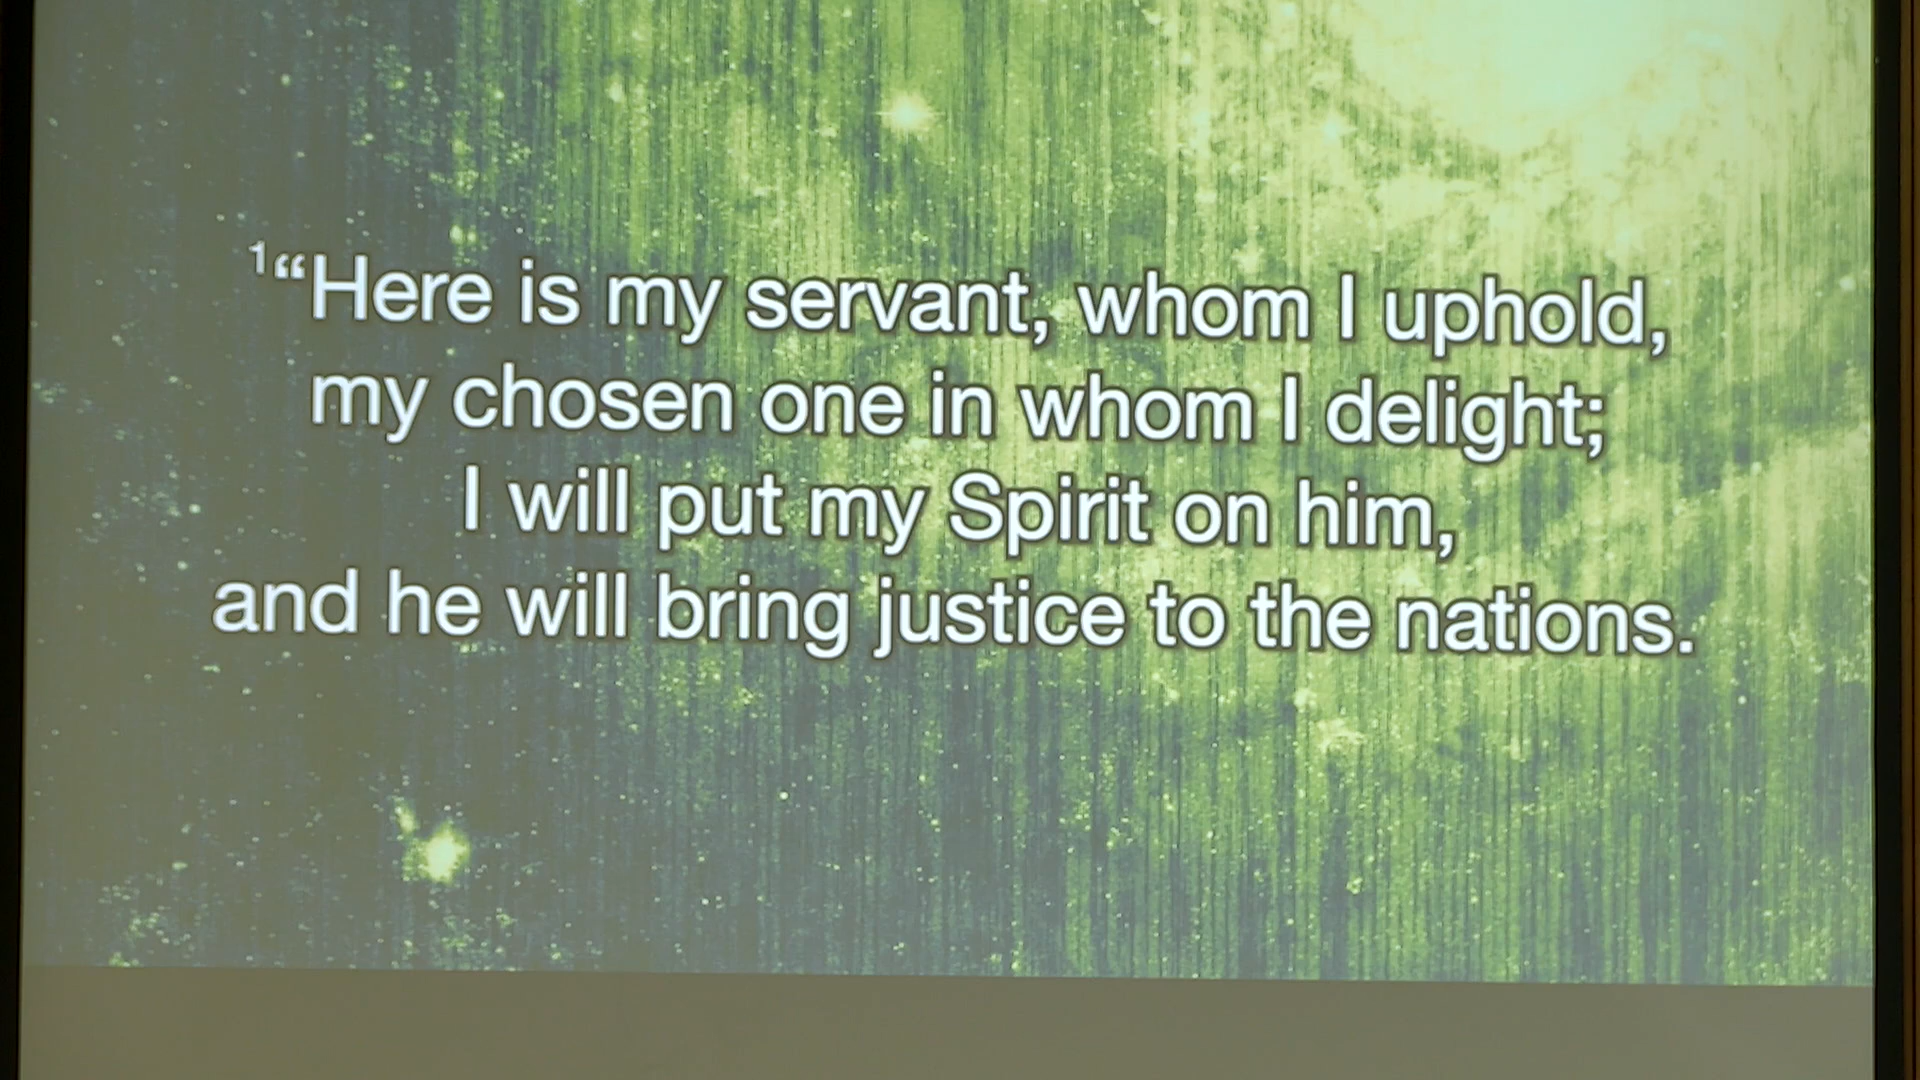 1“Here is my servant, whom I uphold,
my chosen one in whom I delight;
I will put my Spirit on him,
and he will bring justice to the nations.